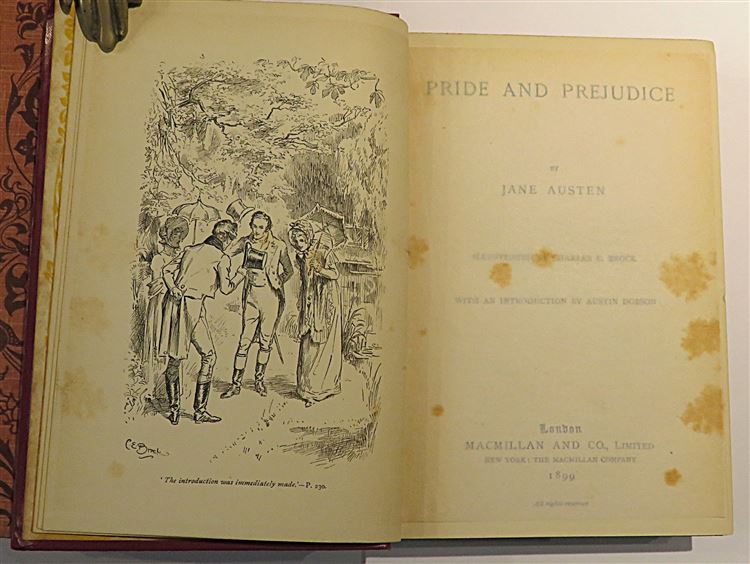 C.E.Brock
'The introduction was immediately made.'—P. 230.
PRIDE AND PREJUDICE
BY
JANE AUSTEN
ILLUSTRATED BY CHARLES E. BROCK
WITH AN INTRODUCTION BY AUSTIN DOBSON
London
MACMILLAN AND CO., LIMITED
NEW YORK: THE MACMILLAN COMPANY
1899
All rights reserved